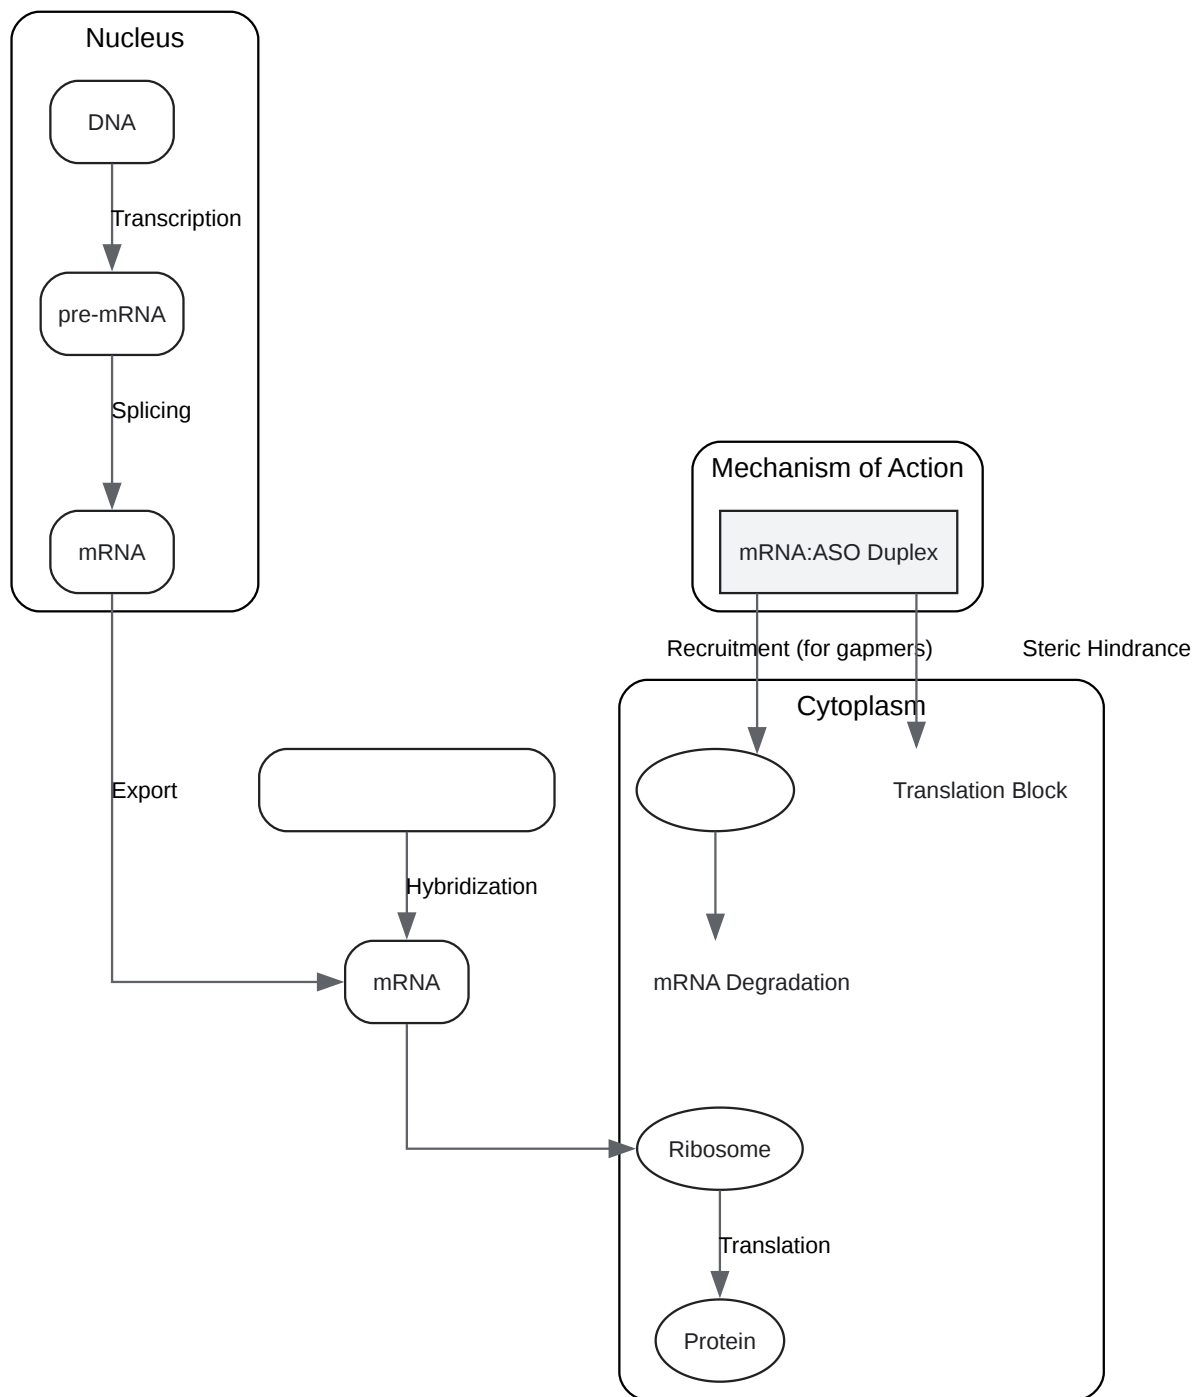 Nucleus
DNA
Transcription
pre-mRNA
Splicing
mRNA
Mechanism of Action
mRNA:ASO Duplex
Recruitment (for gapmers)
Steric Hindrance
Cytoplasm
Export
Translation Block
Hybridization
mRNA
mRNA Degradation
Ribosome
Translation
Protein